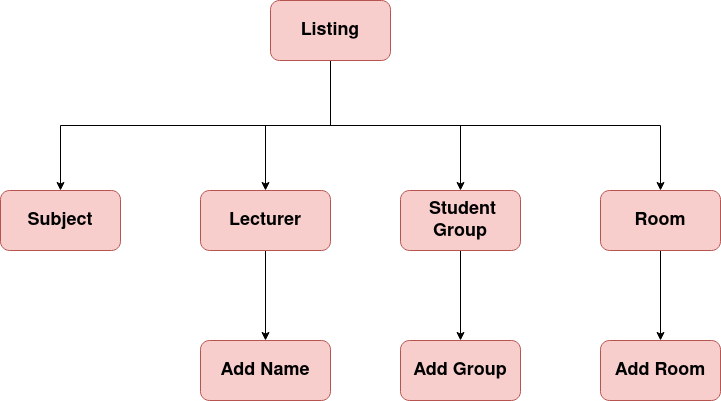 Listing
Subject
Lecturer
Student
Group
Room
Add Name
Add Group
Add Room